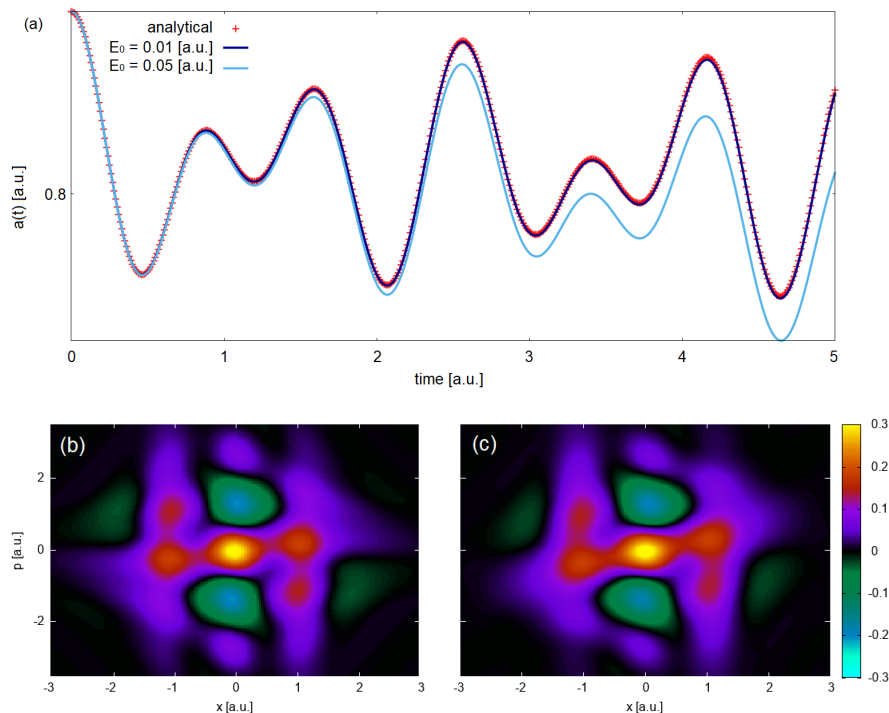 (a)
analytical
E₀ = 0.01 [a.u.]
E₀ = 0.05 [a.u.]
a(t) [a.u.]
0.8
0 1 2 3 4 5
time [a.u.]
(b)
p [a.u.]
2
0
-2
-3 -2 -1 0 1 2 3
x [a.u.]
(c)
-3 -2 -1 0 1 2 3
x [a.u.]
0.3
0.2
0.1
0
-0.1
-0.2
-0.3